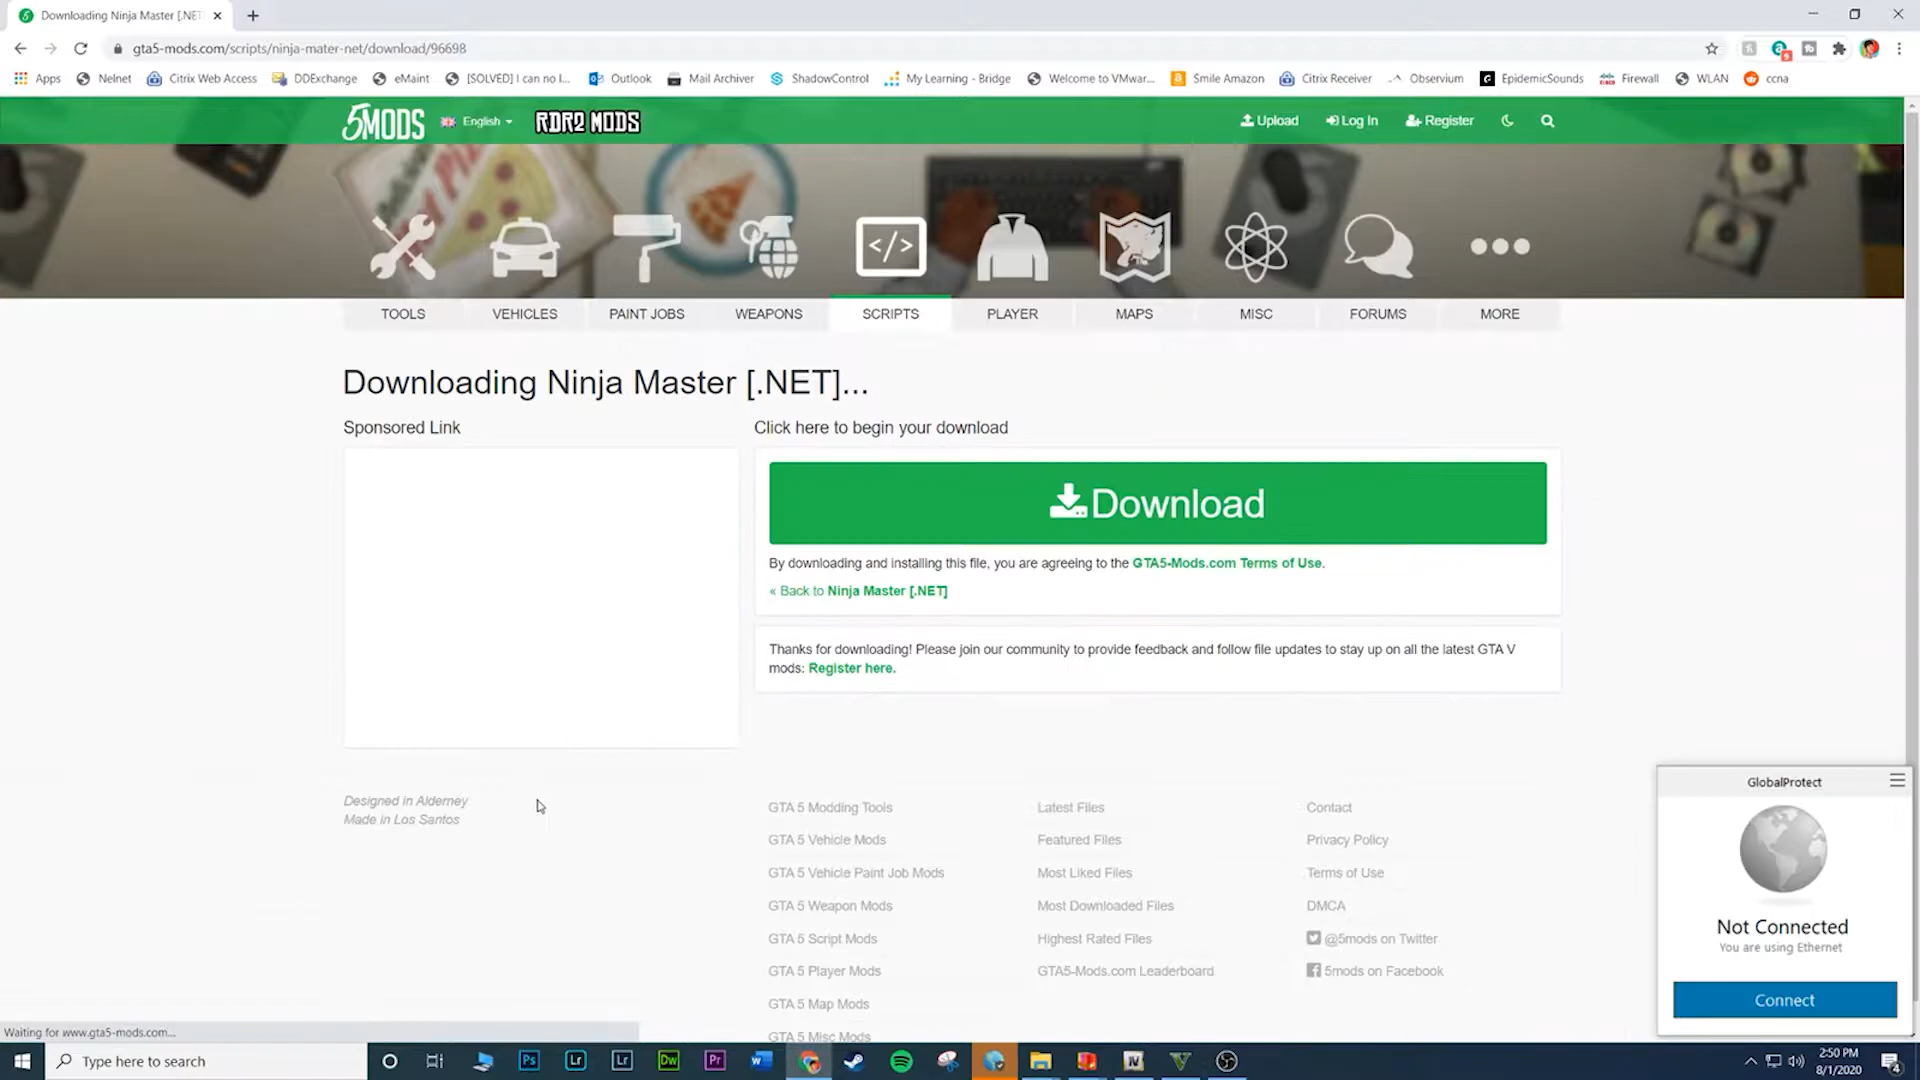 Downloading Ninja Master [.NET
gta5-mods.com/scripts/ninja-mater-net/download/96698
Apps Nelnet Citrix Web Access DDExchange eMaint [SOLVED] I can no l... Outlook Mail Archiver ShadowControl My Learning - Bridge Welcome to VMwar... Smile Amazon Citrix Receiver Observium EpidemicSounds Firewall WLAN ccna
5MODS English RDR2 MODS Upload Log In Register
TOOLS VEHICLES PAINT JOBS WEAPONS SCRIPTS PLAYER MAPS MISC FORUMS MORE
Downloading Ninja Master [.NET]...
Sponsored Link
Click here to begin your download
Download
By downloading and installing this file, you are agreeing to the GTA5-Mods.com Terms of Use.
« Back to Ninja Master [.NET]
Thanks for downloading! Please join our community to provide feedback and follow file updates to stay up on all the latest GTA V
mods: Register here.
Designed in Alderney
Made in Los Santos
GTA 5 Modding Tools
GTA 5 Vehicle Mods
GTA 5 Vehicle Paint Job Mods
GTA 5 Weapon Mods
GTA 5 Script Mods
GTA 5 Player Mods
GTA 5 Map Mods
GTA 5 Misc Mods
Latest Files
Featured Files
Most Liked Files
Most Downloaded Files
Highest Rated Files
GTA5-Mods.com Leaderboard
Contact
Privacy Policy
Terms of Use
DMCA
@5mods on Twitter
5mods on Facebook
GlobalProtect
Not Connected
You are using Ethernet
Connect
Waiting for www.gta5-mods.com...
Type here to search
Ps Lr Lr Dw Pr W IV V
2:50 PM
8/1/2020
4